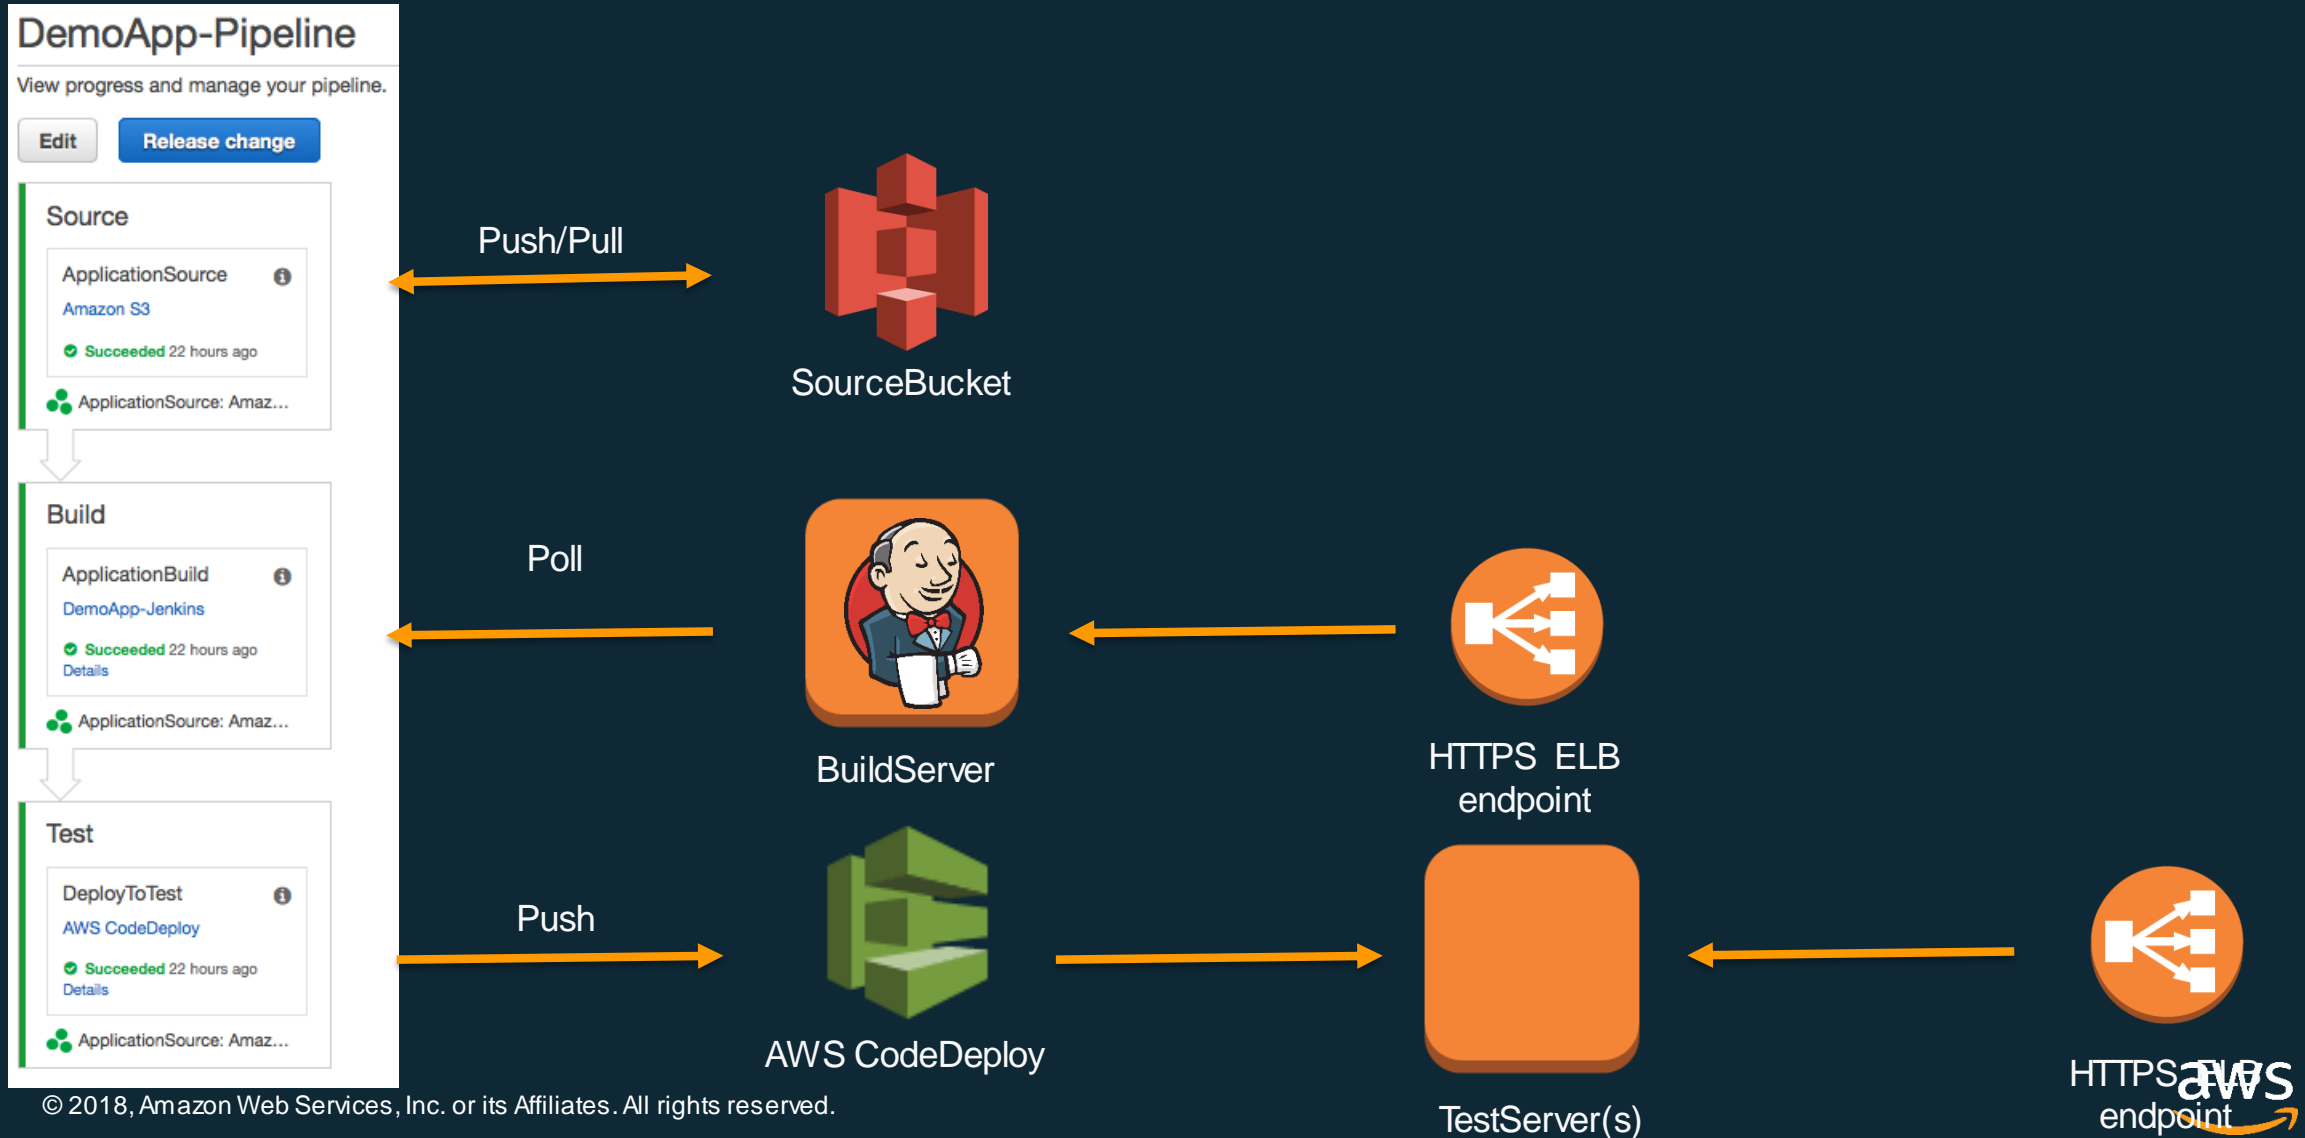 DemoApp-Pipeline
View progress and manage your pipeline.
Edit
Release change
Source
ApplicationSource
Amazon S3
Succeeded 22 hours ago
ApplicationSource: Amaz...
Build
ApplicationBuild
DemoApp-Jenkins
Succeeded 22 hours ago
Details
ApplicationSource: Amaz...
Test
DeployToTest
AWS CodeDeploy
Succeeded 22 hours ago
Details
ApplicationSource: Amaz...
Push/Pull
SourceBucket
Poll
BuildServer
HTTPS ELB
endpoint
Push
AWS CodeDeploy
TestServer(s)
HTTPS ELB
endpoint
aws
© 2018, Amazon Web Services, Inc. or its Affiliates. All rights reserved.